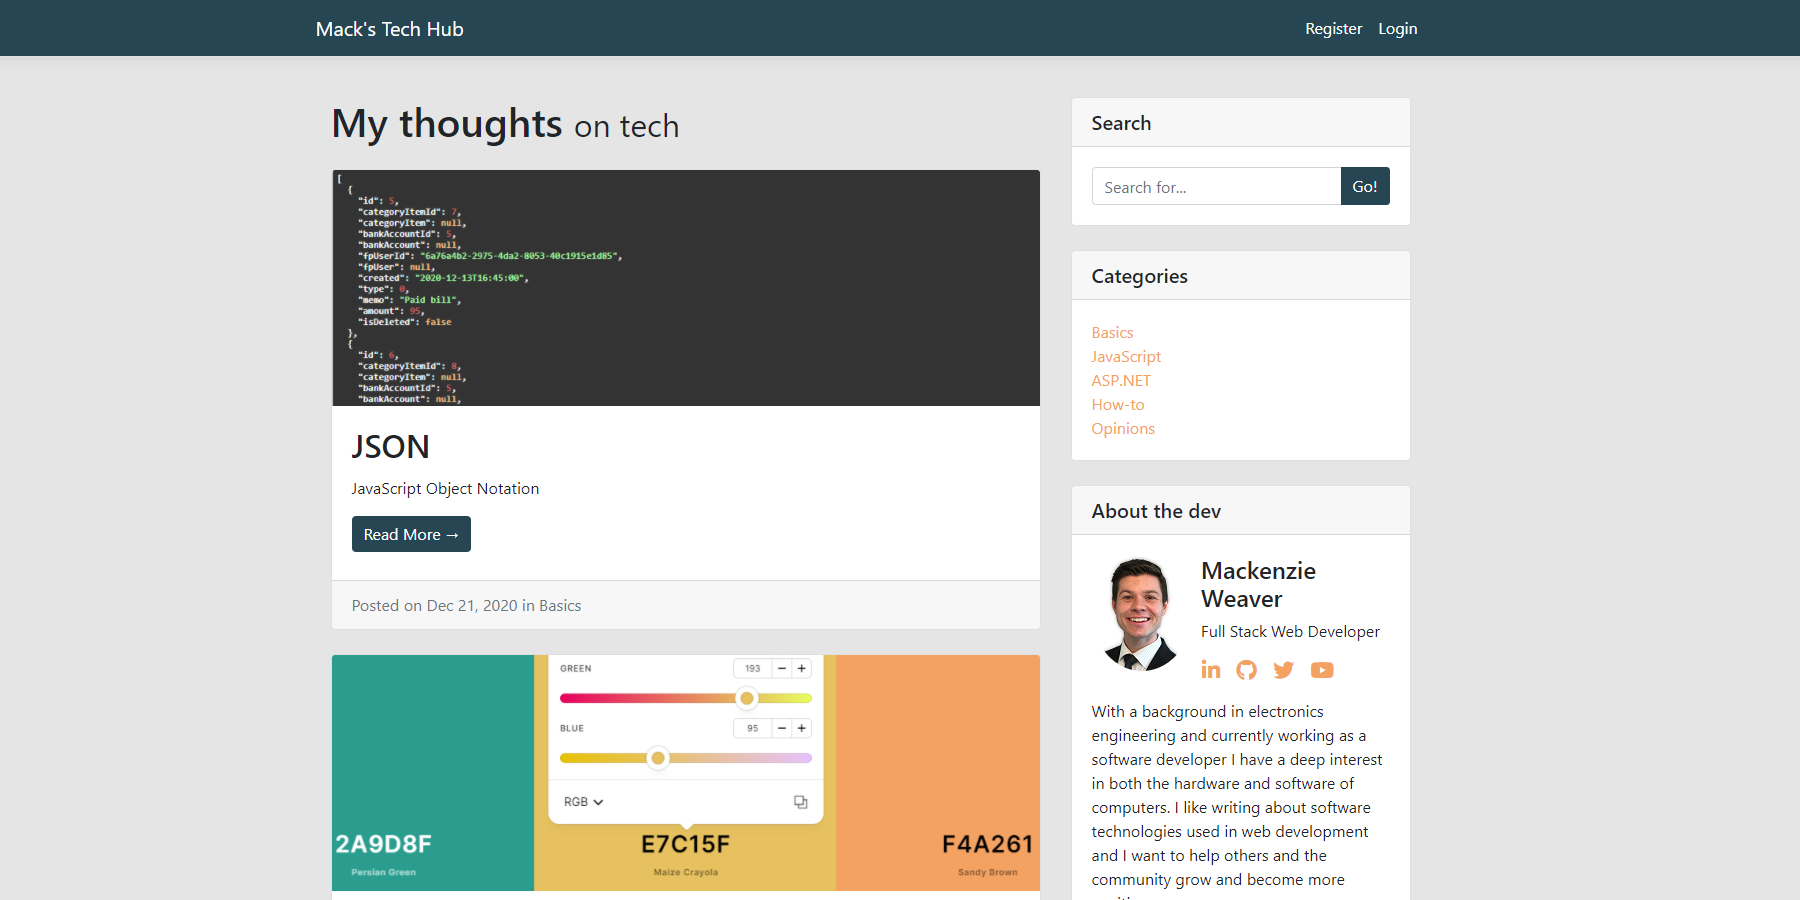 Mack's Tech Hub
Register Login
My thoughts on tech
[
{
"id": 5,
"categoryItemId": 7,
"categoryItem": null,
"bankAccountId": 5,
"bankAccount": null,
"fpUserId": "6a76a4b2-2975-4da2-8053-40c1915e1d85",
"fpUser": null,
"created": "2020-12-13T16:45:00",
"type": 0,
"memo": "Paid bill",
"amount": 95,
"isDeleted": false
},
{
"id": 6,
"categoryItemId": 8,
"categoryItem": null,
"bankAccountId": 5,
"bankAccount": null,
JSON
JavaScript Object Notation
Read More →
Posted on Dec 21, 2020 in Basics
GREEN 193 − +
BLUE 95 − +
RGB
2A9D8F
Persian Green
E7C15F
Maize Crayola
F4A261
Sandy Brown
Search
Search for...
Go!
Categories
Basics
JavaScript
ASP.NET
How-to
Opinions
About the dev
Mackenzie
Weaver
Full Stack Web Developer
With a background in electronics
engineering and currently working as a
software developer I have a deep interest
in both the hardware and software of
computers. I like writing about software
technologies used in web development
and I want to help others and the
community grow and become more